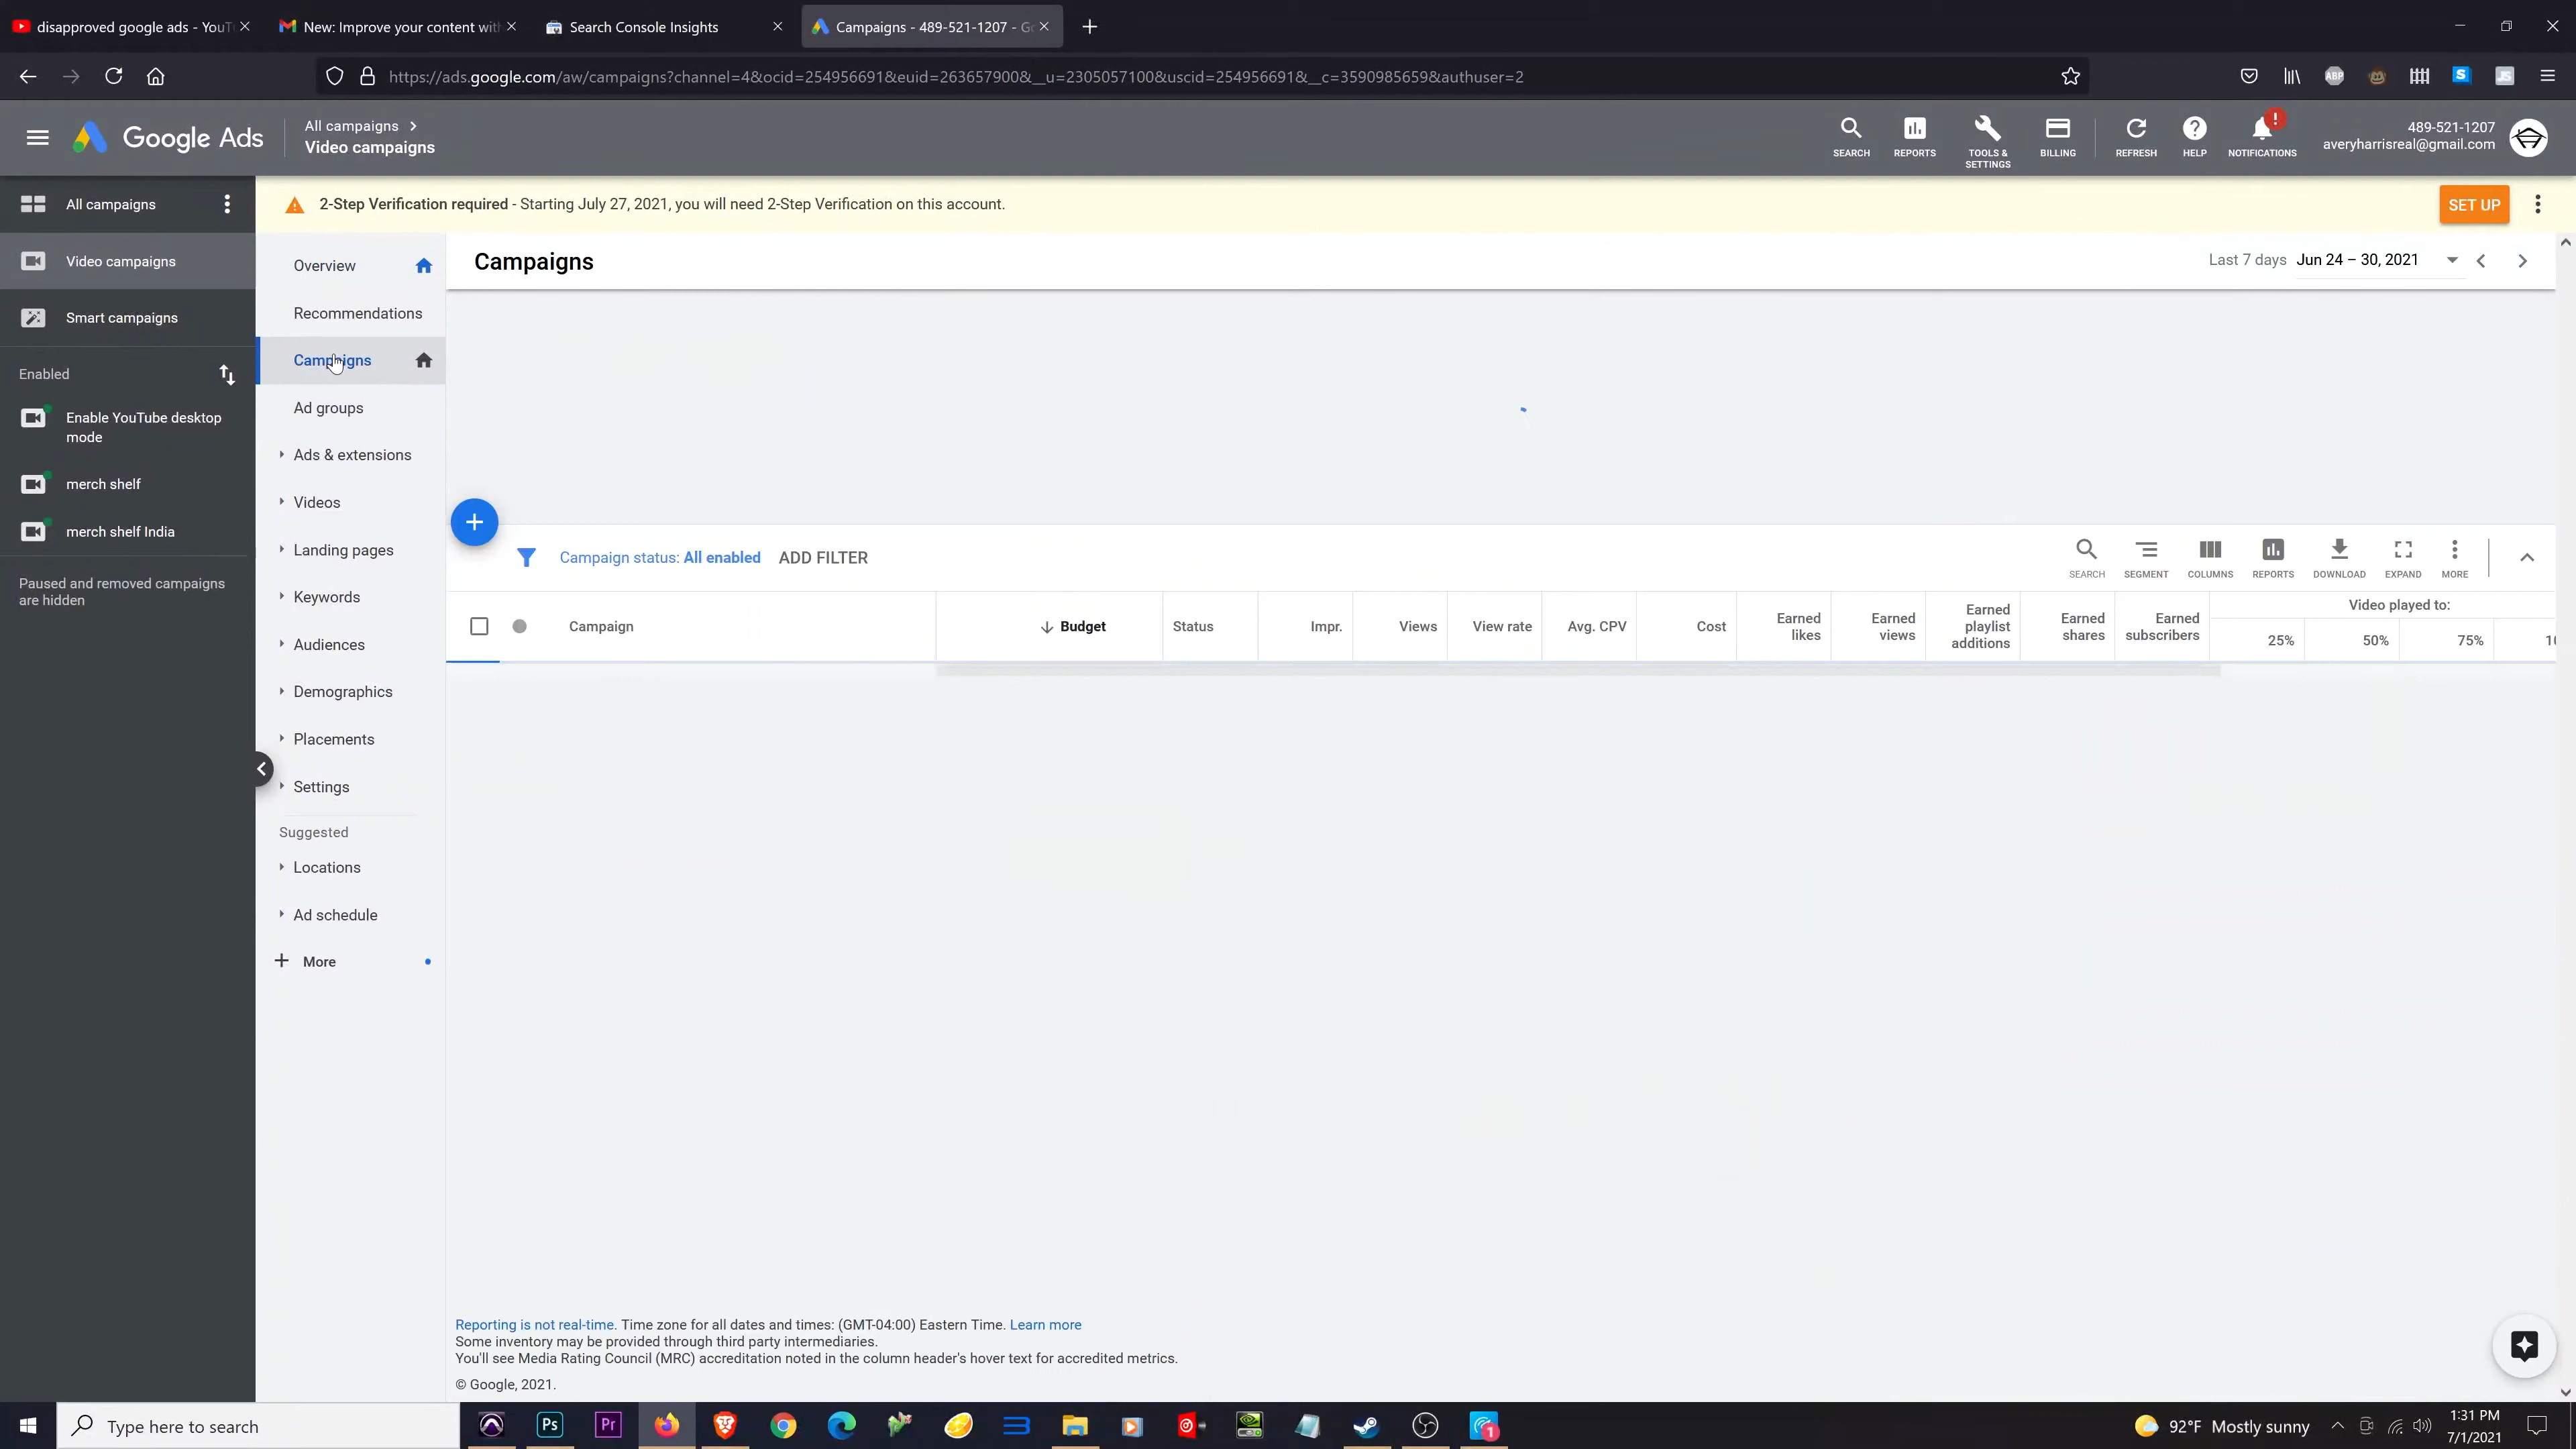 disapproved google ads - YouT
New: Improve your content with
Search Console Insights
Campaigns - 489-521-1207 - Go
https://ads.google.com/aw/campaigns?channel=4&ocid=254956691&euid=263657900&__u=2305057100&uscid=254956691&__c=3590985659&authuser=2
ABP
S
JS
Google Ads
All campaigns
Video campaigns
SEARCH
REPORTS
TOOLS &
SETTINGS
BILLING
REFRESH
HELP
NOTIFICATIONS
489-521-1207
averyharrisreal@gmail.com
All campaigns
Video campaigns
Smart campaigns
Enabled
Enable YouTube desktop
mode
merch shelf
merch shelf India
Paused and removed campaigns
are hidden
2-Step Verification required - Starting July 27, 2021, you will need 2-Step Verification on this account.
SET UP
Overview
Recommendations
Campaigns
Ad groups
Ads & extensions
Videos
Landing pages
Keywords
Audiences
Demographics
Placements
Settings
Suggested
Locations
Ad schedule
More
Campaigns
Last 7 days Jun 24 – 30, 2021
Campaign status: All enabled ADD FILTER
SEARCH
SEGMENT
COLUMNS
REPORTS
DOWNLOAD
EXPAND
MORE
Campaign
Budget
Status
Impr.
Views
View rate
Avg. CPV
Cost
Earned
likes
Earned
views
Earned
playlist
additions
Earned
shares
Earned
subscribers
Video played to:
25%
50%
75%
Reporting is not real-time. Time zone for all dates and times: (GMT-04:00) Eastern Time. Learn more
Some inventory may be provided through third party intermediaries.
You'll see Media Rating Council (MRC) accreditation noted in the column header's hover text for accredited metrics.
© Google, 2021.
Type here to search
Ps
Pr
1
92°F Mostly sunny
1:31 PM
7/1/2021